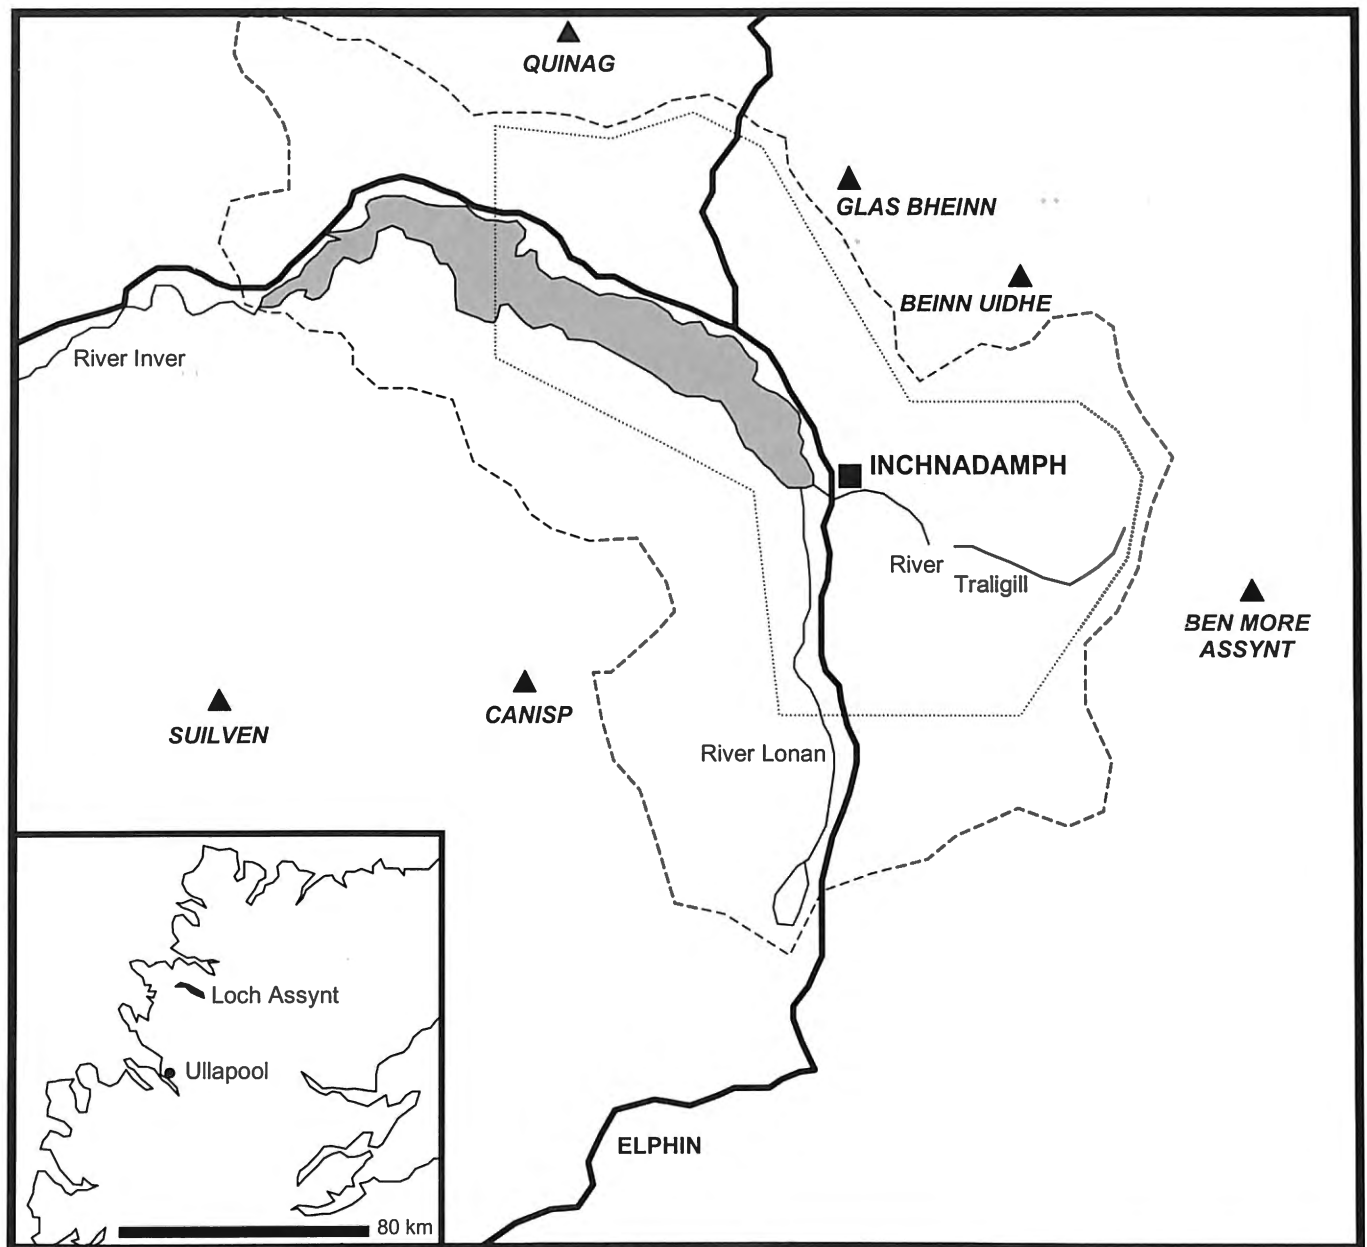 QUINAG
GLAS BHEINN
BEINN UIDHE
River Inver
INCHNADAMPH
River
Traligill
BEN MORE
ASSYNT
CANISP
SUILVEN
River Lonan
Loch Assynt
Ullapool
ELPHIN
80 km